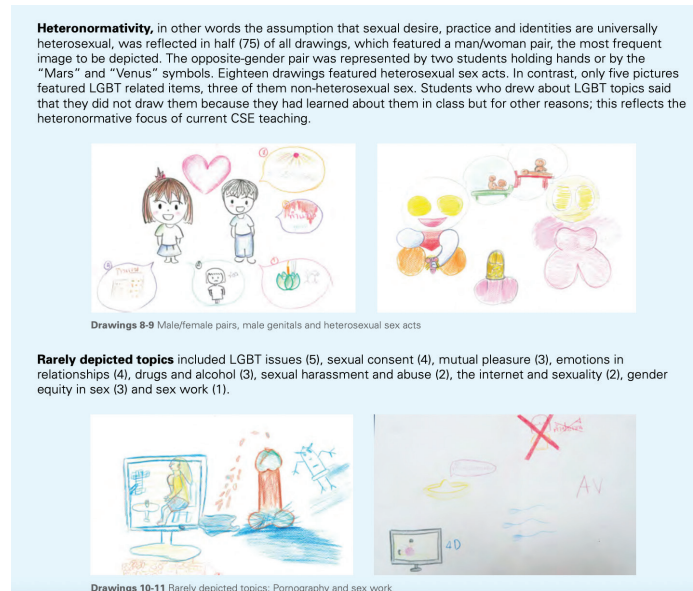 Heteronormativity, in other words the assumption that sexual desire, practice and identities are universally
heterosexual, was reflected in half (75) of all drawings, which featured a man/woman pair, the most frequent
image to be depicted. The opposite-gender pair was represented by two students holding hands or by the
“Mars” and “Venus” symbols. Eighteen drawings featured heterosexual sex acts. In contrast, only five pictures
featured LGBT related items, three of them non-heterosexual sex. Students who drew about LGBT topics said
that they did not draw them because they had learned about them in class but for other reasons; this reflects the
heteronormative focus of current CSE teaching.
Drawings 8-9 Male/female pairs, male genitals and heterosexual sex acts
Rarely depicted topics included LGBT issues (5), sexual consent (4), mutual pleasure (3), emotions in
relationships (4), drugs and alcohol (3), sexual harassment and abuse (2), the internet and sexuality (2), gender
equity in sex (3) and sex work (1).
AV
4D
Drawings 10-11 Rarely depicted topics: Pornography and sex work